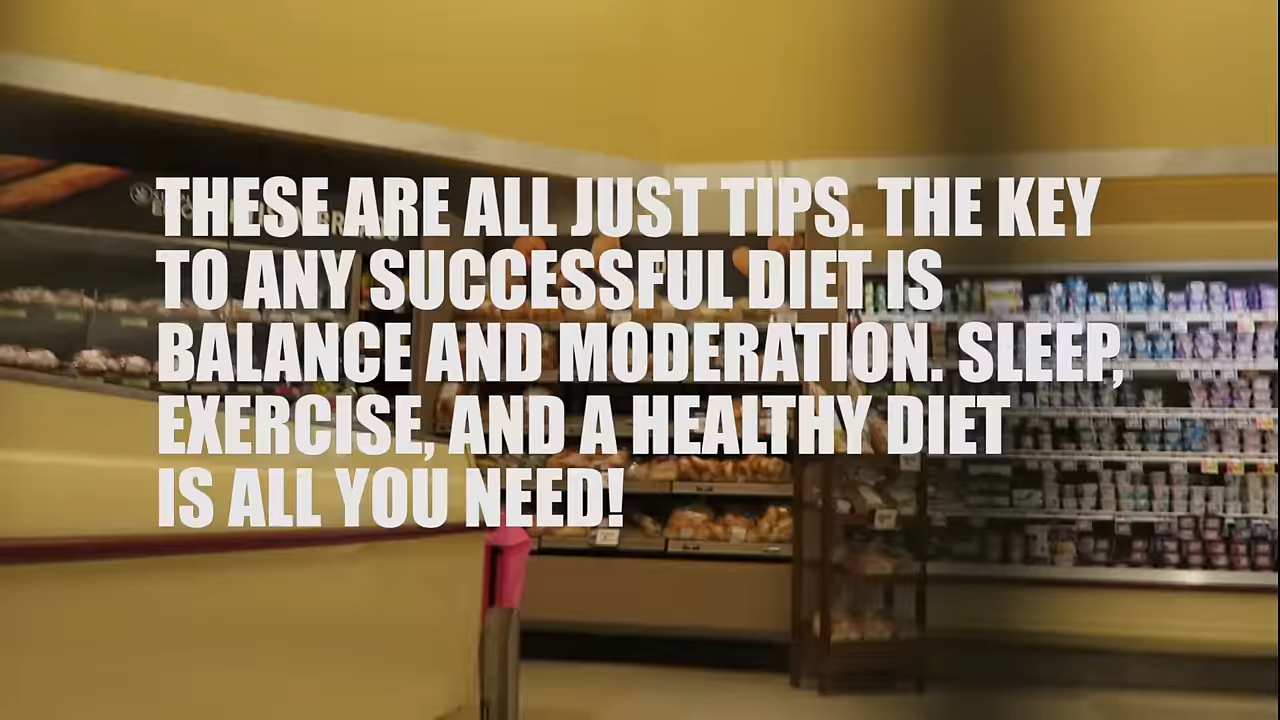 THESE ARE ALL JUST TIPS. THE KEY
TO ANY SUCCESSFUL DIET IS
BALANCE AND MODERATION. SLEEP,
EXERCISE, AND A HEALTHY DIET
IS ALL YOU NEED!